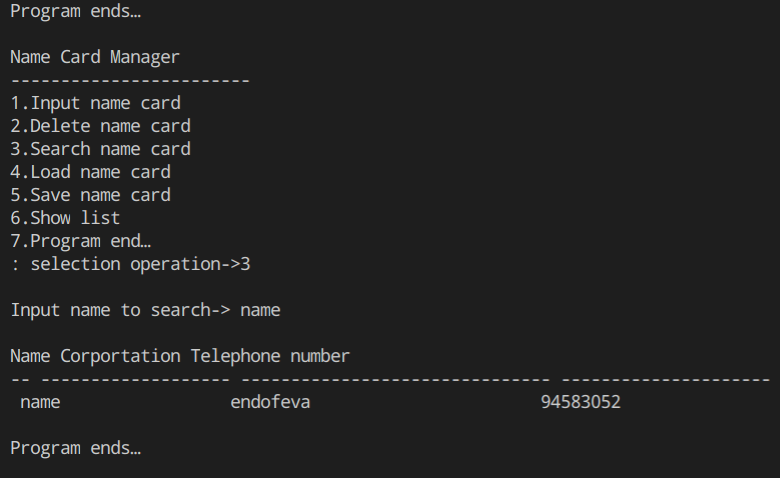 Program ends…
Name Card Manager
------------------------
1.Input name card
2.Delete name card
3.Search name card
4.Load name card
5.Save name card
6.Show list
7.Program end…
: selection operation->3
Input name to search-> name
Name Corportation Telephone number
-- ------------------- ------------------------------- ---------------------
name endofeva 94583052
Program ends…